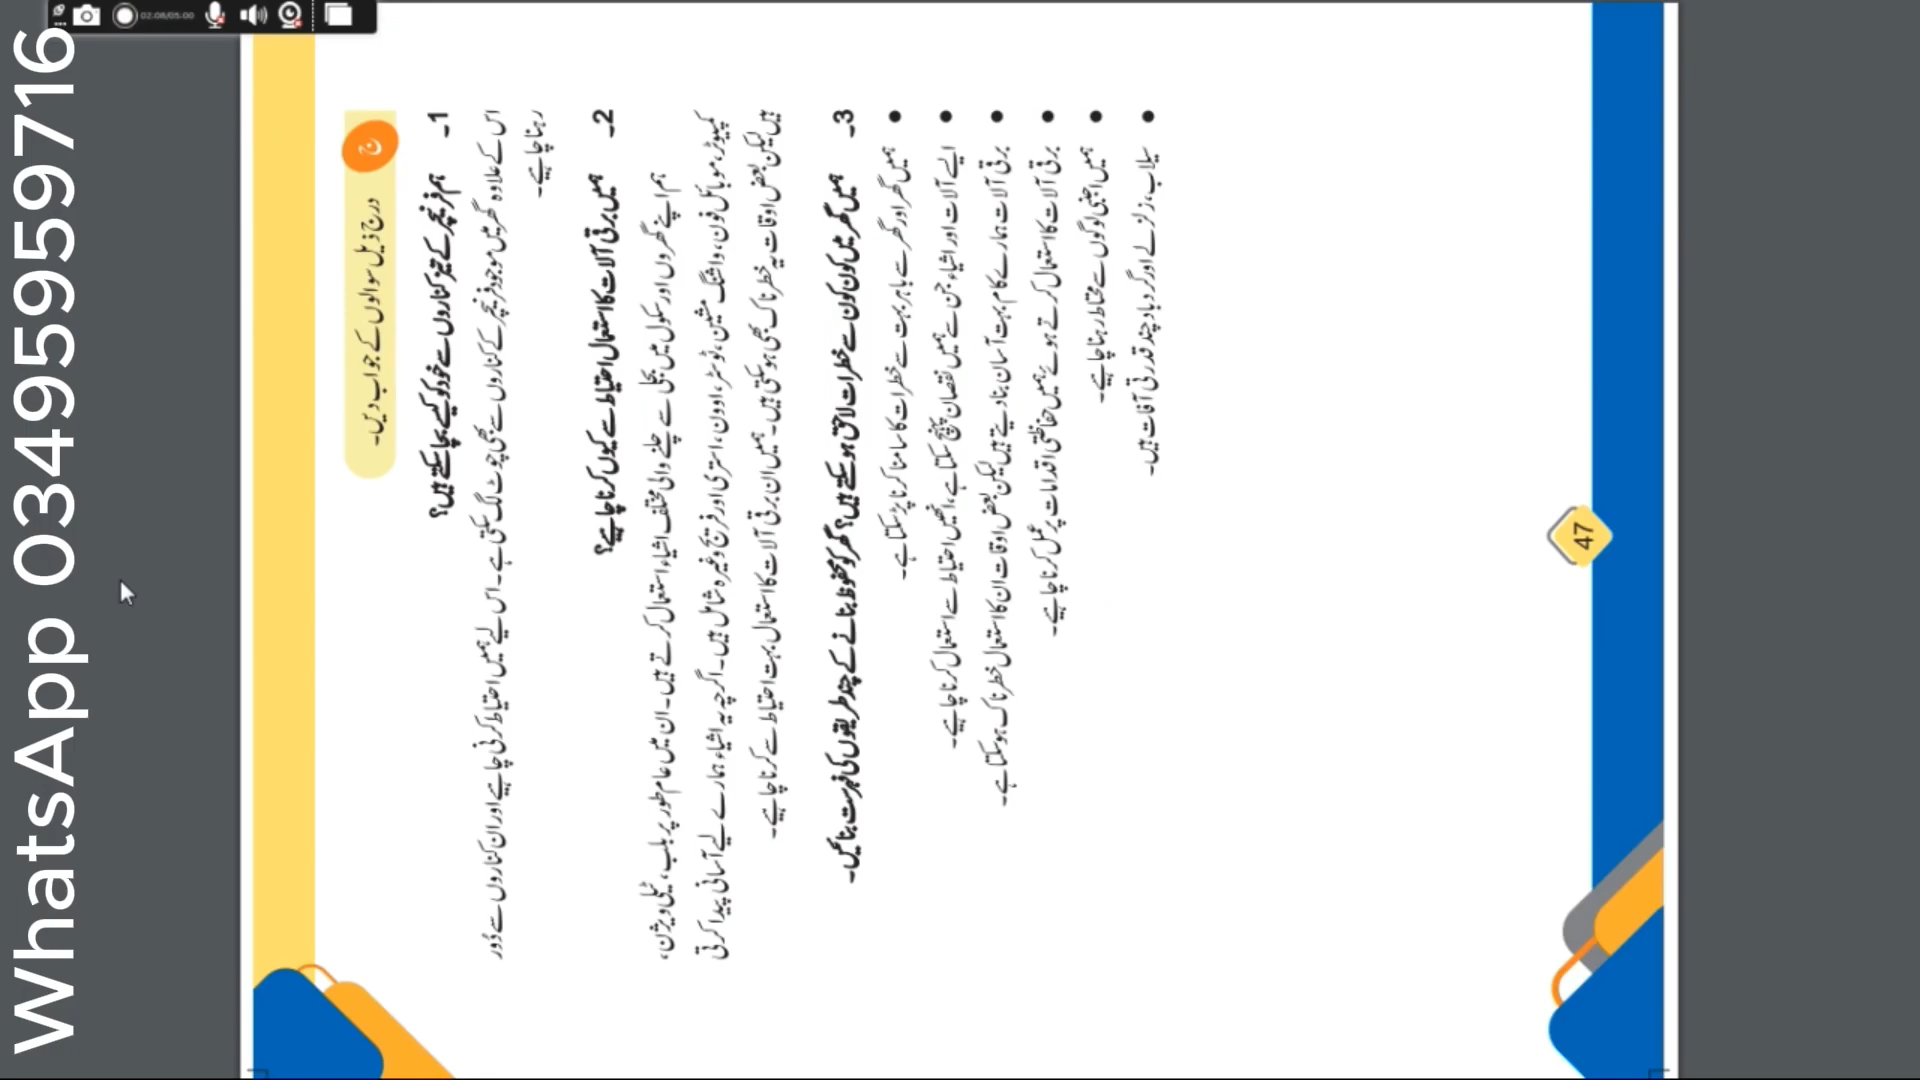 WhatsApp 03495959716
02.08/05.00
ج
درج ذیل سوالوں کے جواب دیں۔
1۔ ہم فرنیچر کے تیز کناروں سے خود کو کیسے بچا سکتے ہیں؟
اس کے علاوہ گھر میں موجود فرنیچر کے کناروں سے بھی چوٹ لگ سکتی ہے۔ اس لیے ہمیں احتیاط کرنی چاہیے اور ان کناروں سے دُور
رہنا چاہیے۔
2۔ ہمیں برقی آلات کا استعمال احتیاط سے کیوں کرنا چاہیے؟
ہم اپنے گھروں اور سکول میں بجلی سے چلنے والی مختلف اشیاء استعمال کرتے ہیں۔ ان میں عام طور پر بلب، ٹیلی ویژن،
کمپیوٹر، موبائل فون، واشنگ مشین، ٹوسٹر، اوون، استری اور فریج وغیرہ شامل ہیں۔ اگرچہ یہ اشیاء ہمارے لیے آسانی پیدا کرتی
ہیں لیکن بعض اوقات یہ خطرناک بھی ہو سکتی ہیں۔ ہمیں ان برقی آلات کا استعمال بہت احتیاط سے کرنا چاہیے۔
3۔ ہمیں گھر میں کون کون سے خطرات لاحق ہو سکتے ہیں؟ گھر کو محفوظ بنانے کے چند طریقوں کی فہرست بنائیں۔
● ہمیں گھر اور گھر سے باہر بہت سے خطرات کا سامنا کرنا پڑ سکتا ہے۔
● ایسے آلات اور اشیاء جن سے ہمیں نقصان پہنچ سکتا ہے، انھیں احتیاط سے استعمال کرنا چاہیے۔
● برقی آلات ہمارے کام بہت آسان بنا دیتے ہیں لیکن بعض اوقات ان کا استعمال خطرناک ہو سکتا ہے۔
● برقی آلات کا استعمال کرتے ہوئے ہمیں حفاظتی اقدامات پر عمل کرنا چاہیے۔
● ہمیں اجنبی لوگوں سے محتاط رہنا چاہیے۔
● سیلاب، زلزلے اور گردباد چند قدرتی آفات ہیں۔
47